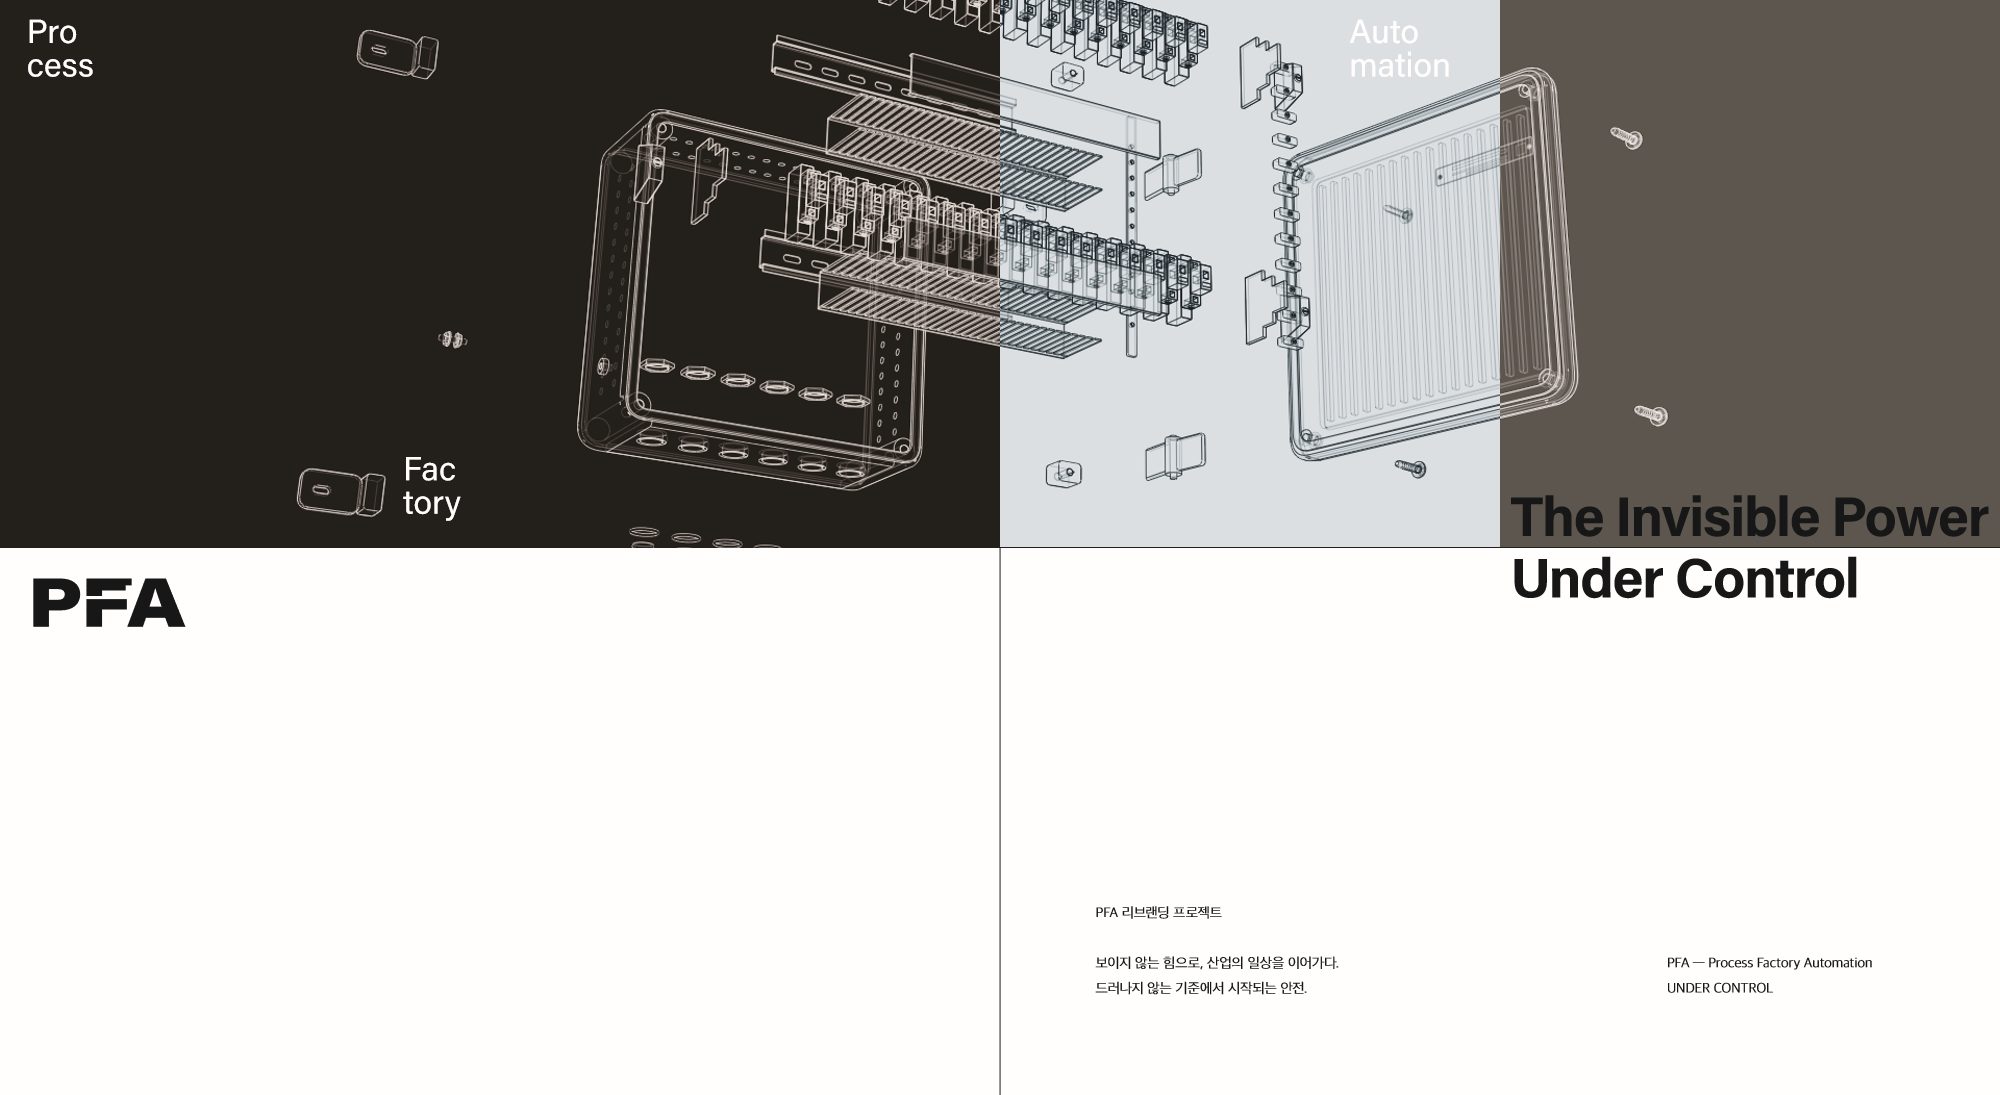 Pro
cess
Auto
mation
Fac
tory
The Invisible Power
Under Control
PFA
PFA 리브랜딩 프로젝트
보이지 않는 힘으로, 산업의 일상을 이어가다.
드러나지 않는 기준에서 시작되는 안전.
PFA — Process Factory Automation
UNDER CONTROL